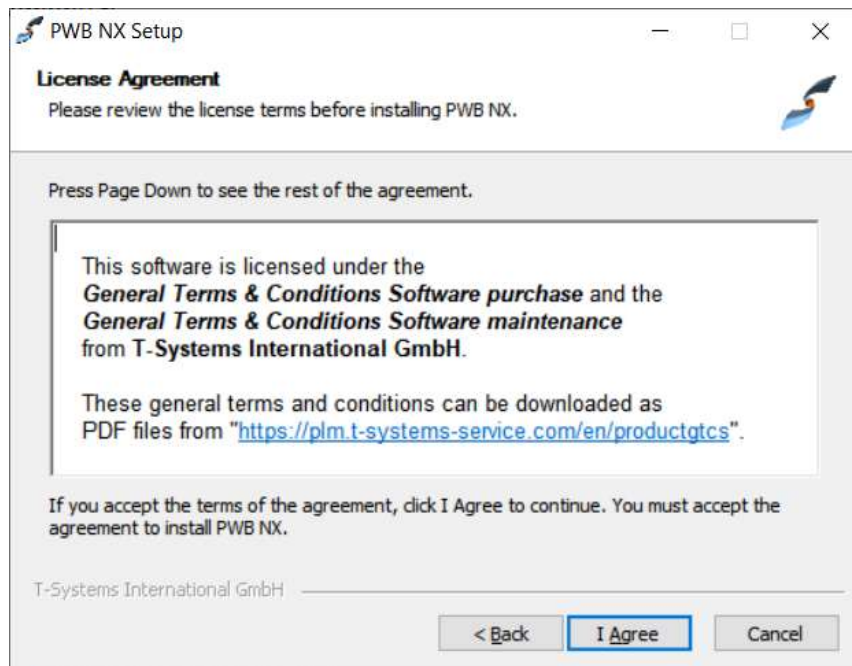 PWB NX Setup
License Agreement
Please review the license terms before installing PWB NX.
Press Page Down to see the rest of the agreement.
This software is licensed under the
General Terms & Conditions Software purchase and the
General Terms & Conditions Software maintenance
from T-Systems International GmbH.
These general terms and conditions can be downloaded as
PDF files from "https://plm.t-systems-service.com/en/productgtcs".
If you accept the terms of the agreement, click I Agree to continue. You must accept the
agreement to install PWB NX.
T-Systems International GmbH
< Back
I Agree
Cancel